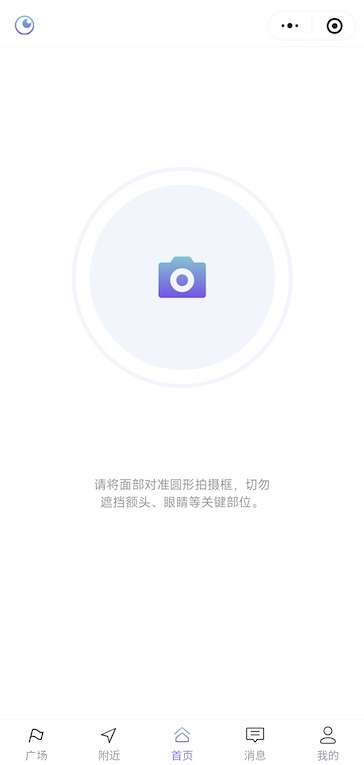 请将面部对准圆形拍摄框，切勿
遮挡额头、眼睛等关键部位。
广场
附近
首页
消息
我的